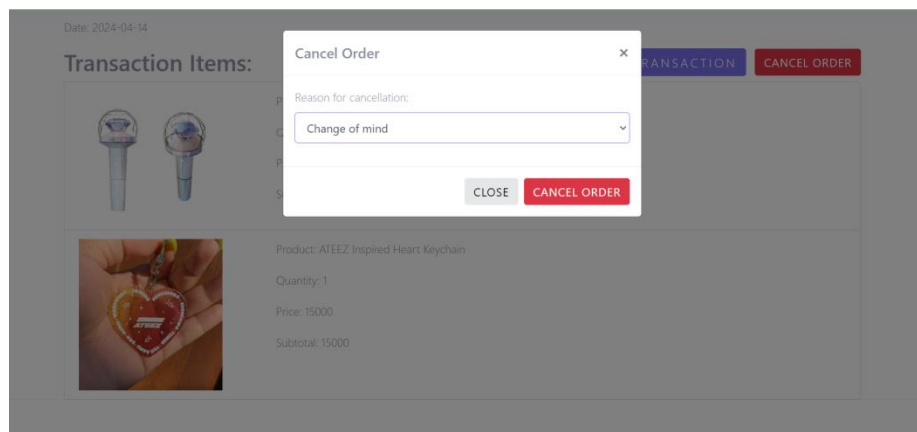 Date: 2024-04-14
Cancel Order ×
Transaction Items:
RANSACTION
CANCEL ORDER
Reason for cancellation:
P
Change of mind
P
S
CLOSE
CANCEL ORDER
Product: ATEEZ Inspired Heart Keychain
Quantity: 1
Price: 15000
ATEEZ
Subtotal: 15000